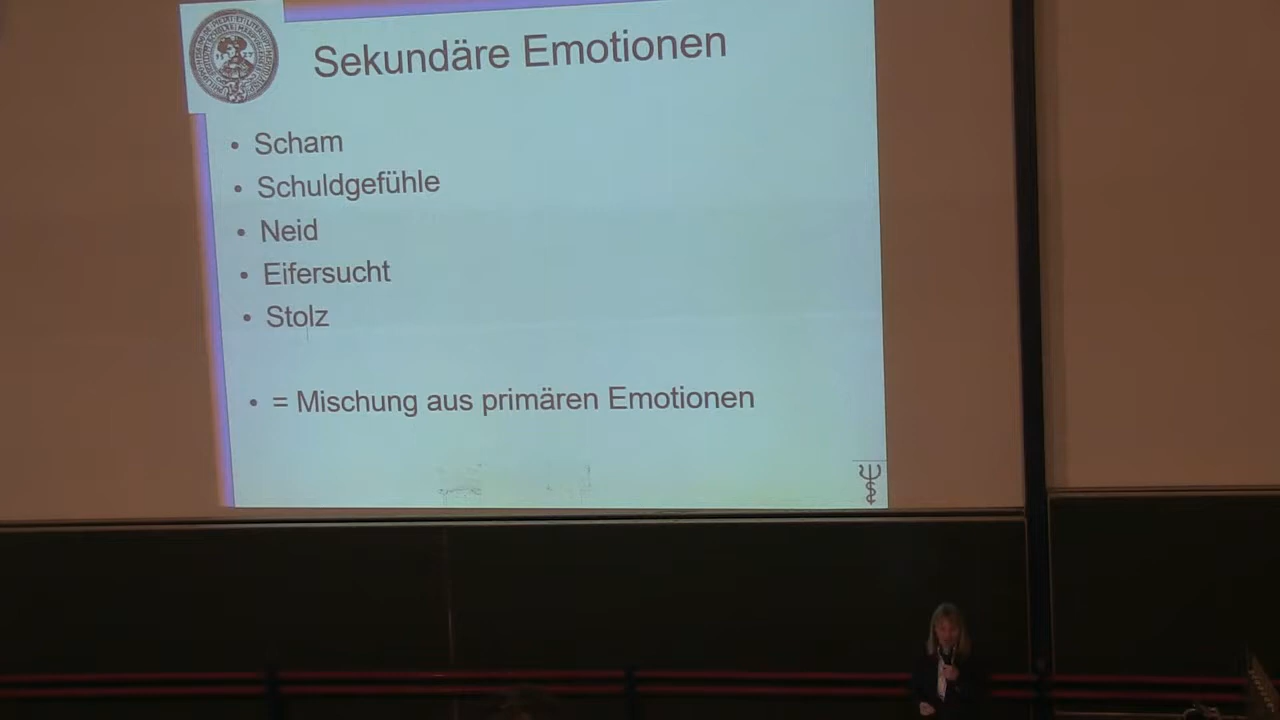 Sekundäre Emotionen
• Scham
• Schuldgefühle
• Neid
• Eifersucht
• Stolz
• = Mischung aus primären Emotionen